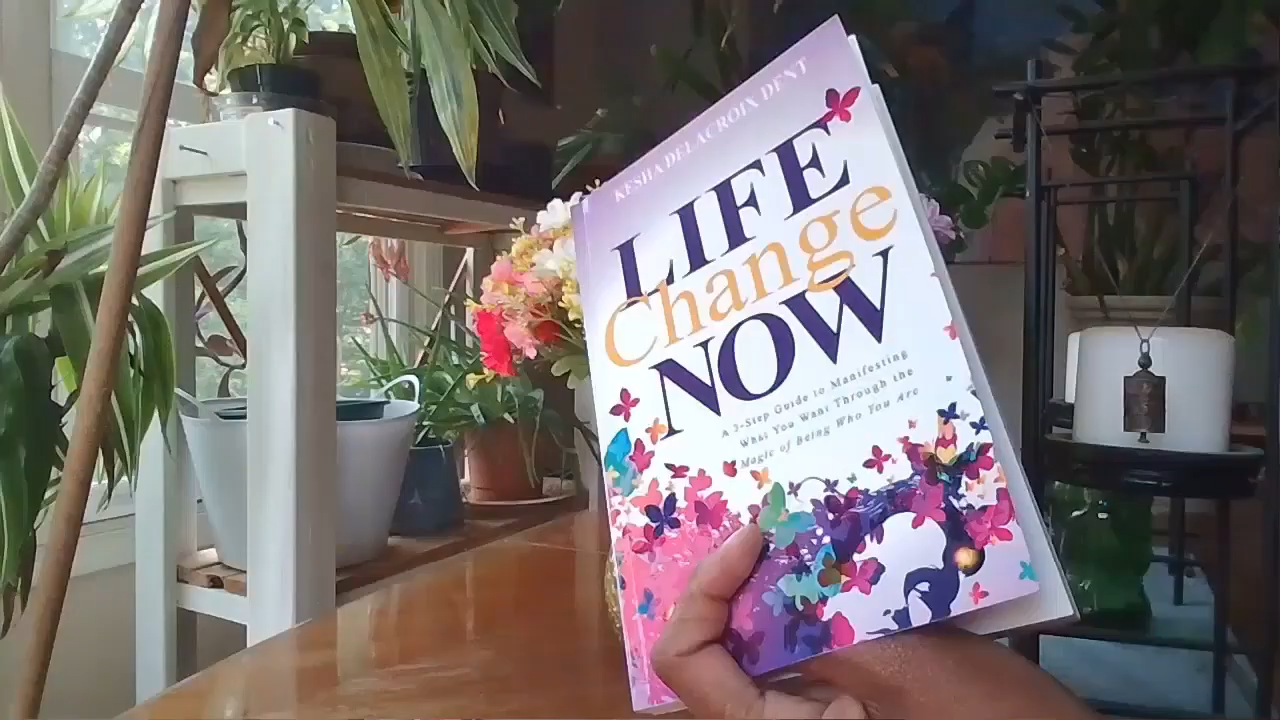 KESHA DELACROIX DENT
LIFE
Change
NOW
A 3-Step Guide to Manifesting
What You Want Through the
Magic of Being Who You Are